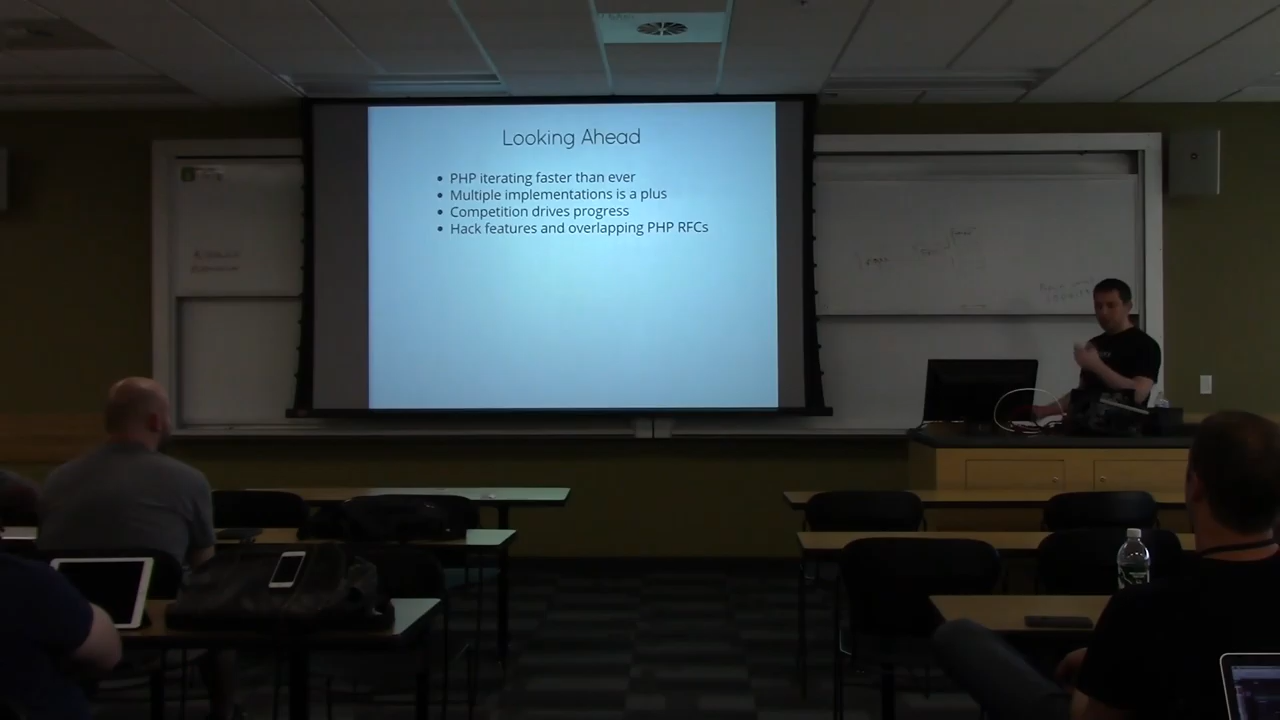 Looking Ahead
PHP iterating faster than ever
Multiple implementations is a plus
Competition drives progress
Hack features and overlapping PHP RFCs